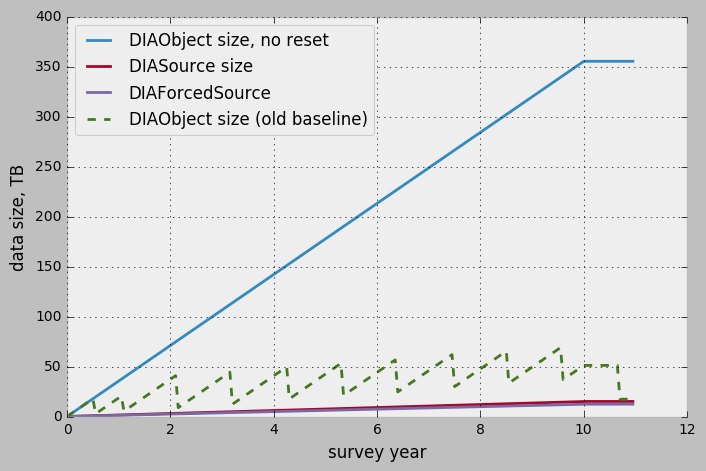 DIAObject size, no reset
DIASource size
DIAForcedSource
DIAObject size (old baseline)
data size, TB
400
350
300
250
200
150
100
50
0
0 2 4 6 8 10 12
survey year